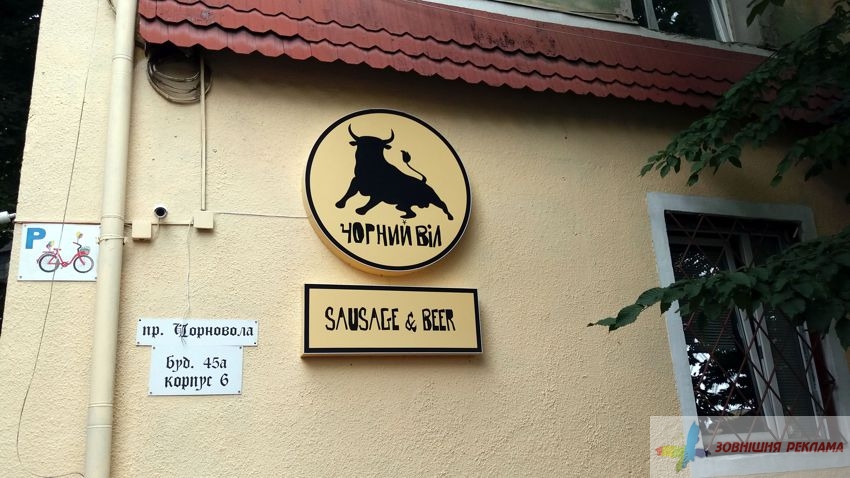 ЧОРНИЙ ВІЛ
SAUSAGE & BEER
P
пр. Чорновола
буд. 45а
корпус 6
ЗОВНІШНЯ РЕКЛАМА